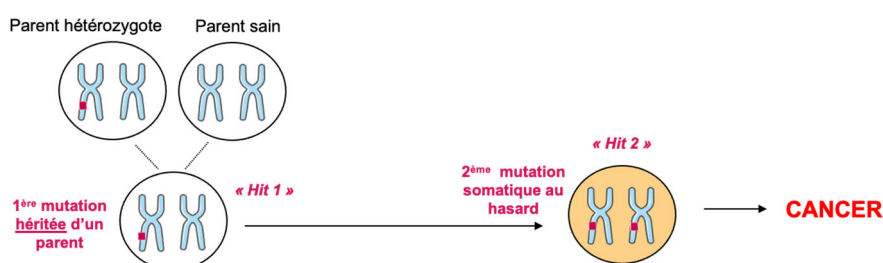 Parent hétérozygote
Parent sain
« Hit 2 »
1ère mutation
héritée d'un
parent
« Hit 1 »
2ème mutation
somatique au
hasard
CANCER